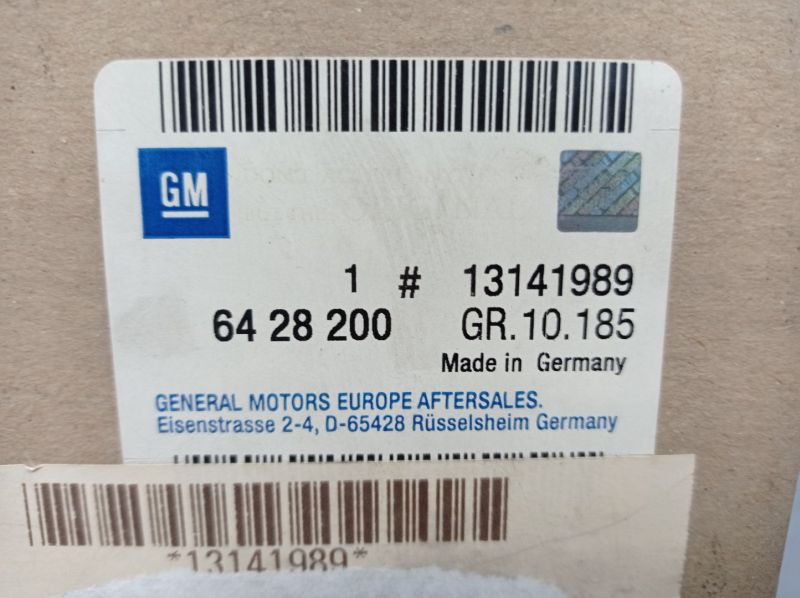 GM
1 # 13141989
64 28 200 GR.10.185
Made in Germany
GENERAL MOTORS EUROPE AFTERSALES.
Eisenstrasse 2-4, D-65428 Rüsselsheim Germany
*13141989*